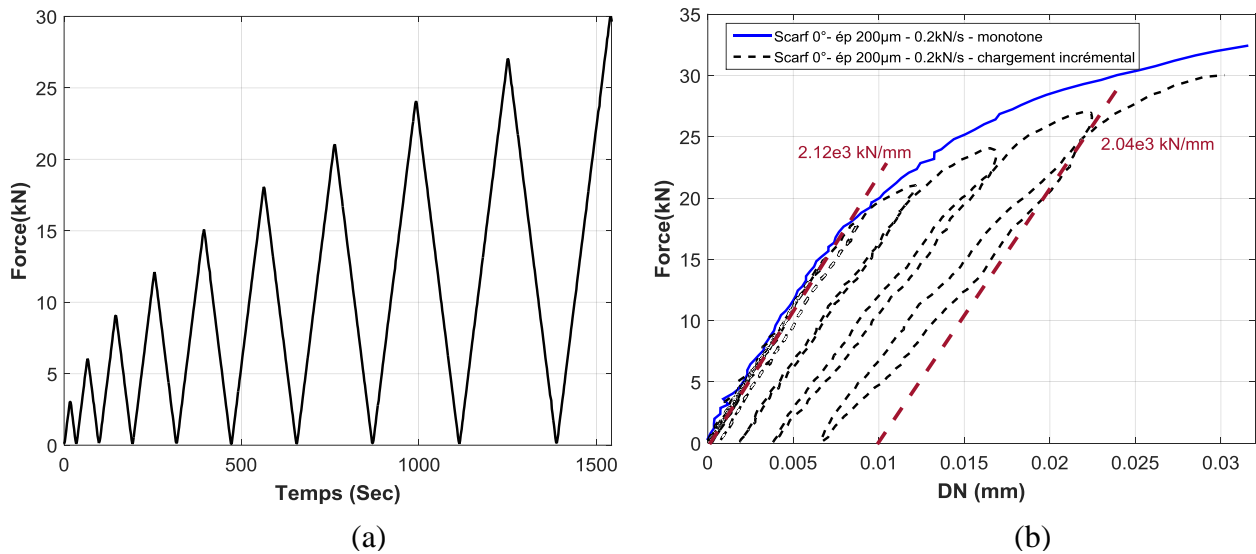 30
25
20
15
10
5
0
Force(kN)
0
500
1000
1500
Temps (Sec)
(a)
35
30
25
20
15
10
5
0
Force(kN)
Scarf 0°- ép 200µm - 0.2kN/s - monotone
Scarf 0°- ép 200µm - 0.2kN/s - chargement incrémental
2.12e3 kN/mm
2.04e3 kN/mm
0
0.005
0.01
0.015
0.02
0.025
0.03
DN (mm)
(b)